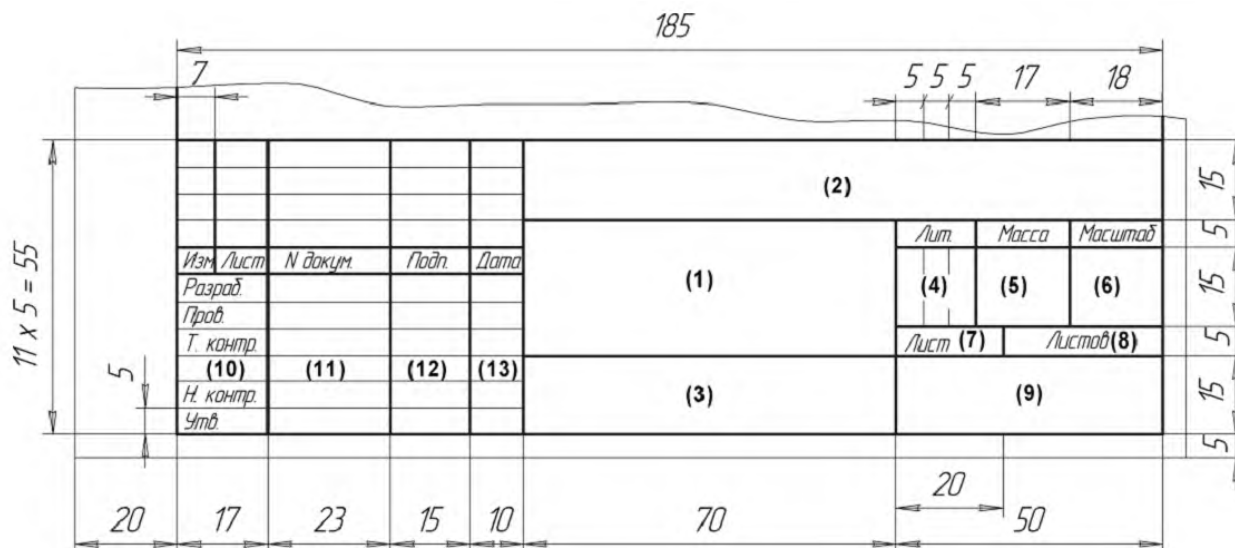 185
7
5 5 5 17 18
(2)
15
Лит. Масса Масштаб
5
Изм Лист N докум. Подп. Дата
(1)
(4) (5) (6)
15
Разраб.
Пров.
Т. контр.
Лист (7) Листов (8)
5
11 x 5 = 55
5
(10) (11) (12) (13)
(3)
(9)
15
Н. контр.
Утв.
5
20
20 17 23 15 10 70 50